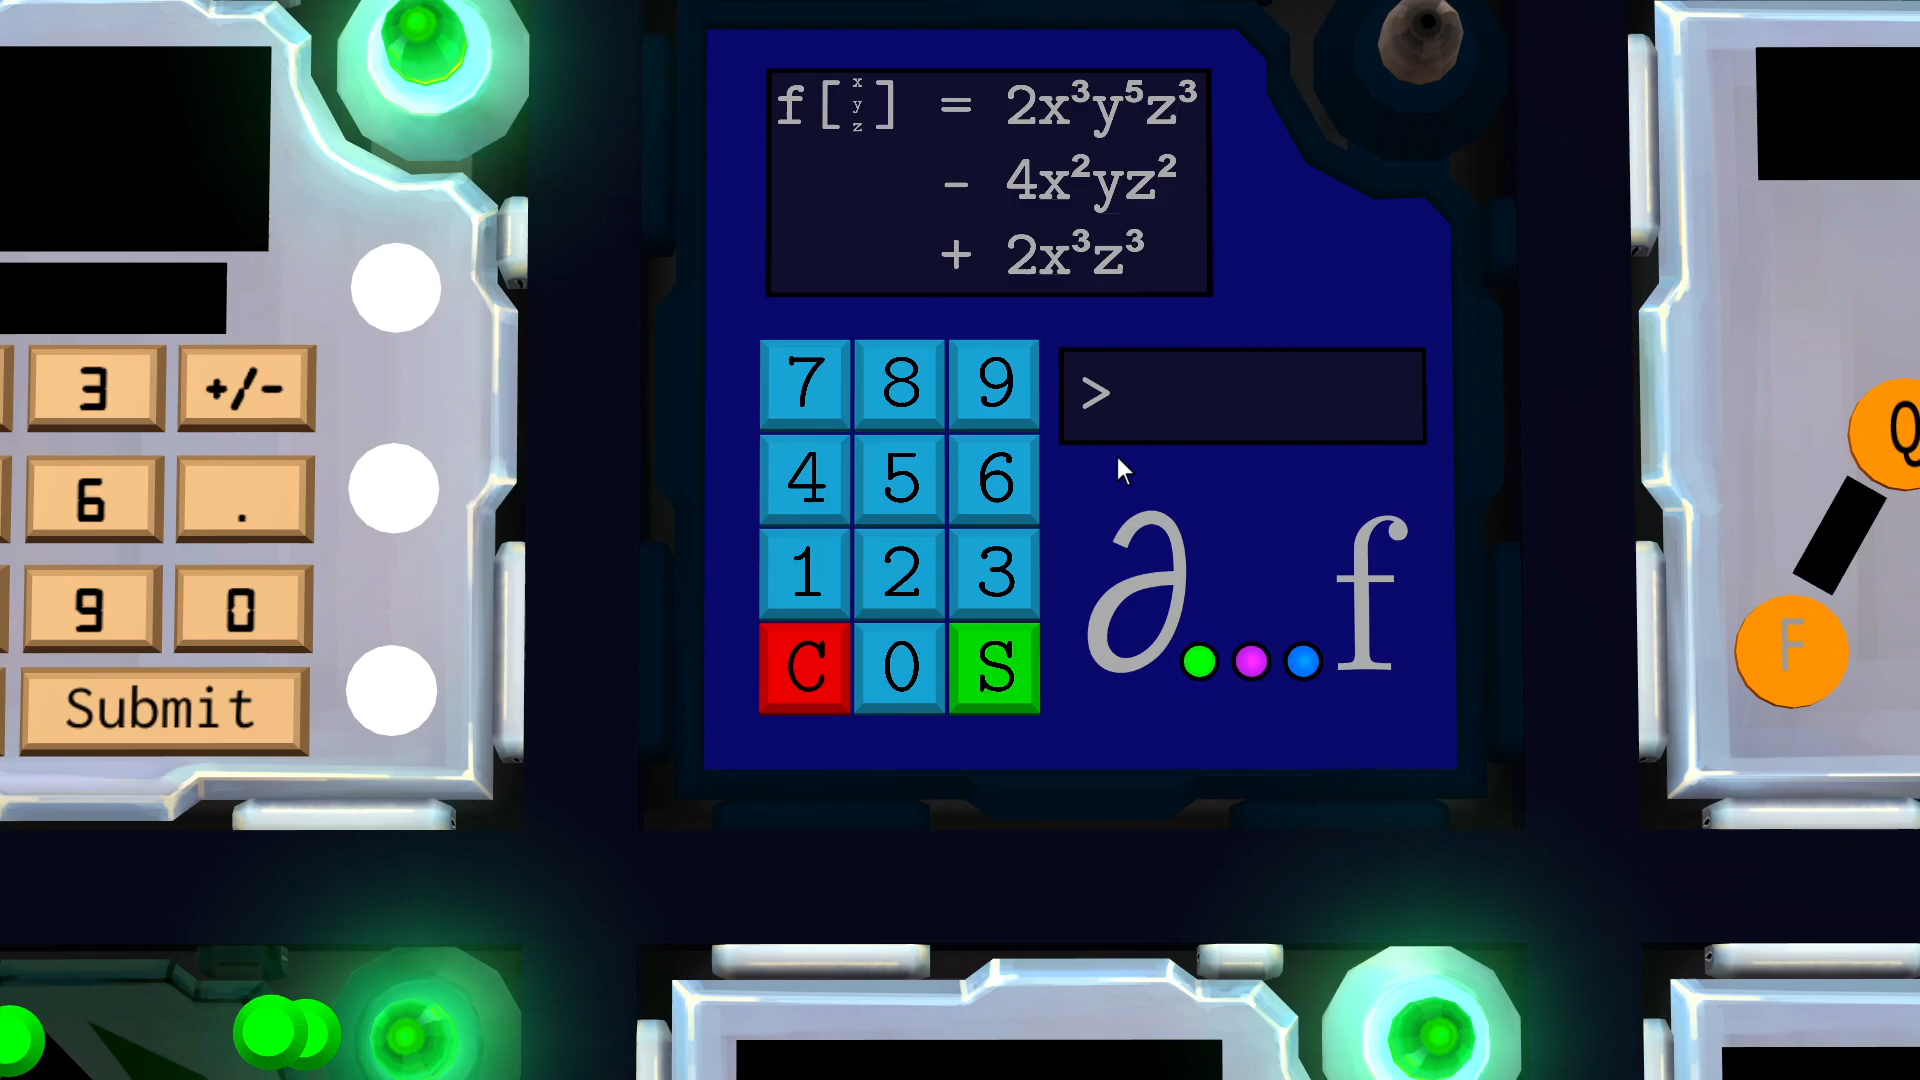 f[x y z] = 2x³y⁵z³
- 4x²yz²
+ 2x³z³
3 +/-
6 .
9 0
Submit
7 8 9
4 5 6
1 2 3
C 0 S
>
∂ f
Q
F